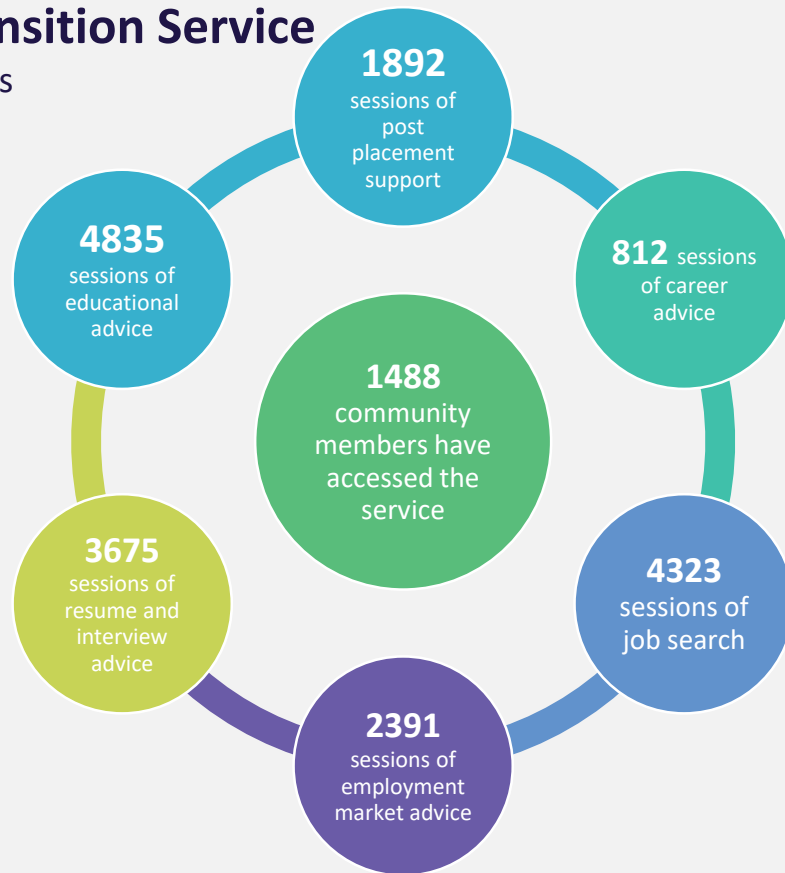 nsition Service
s
1892
sessions of
post
placement
support
812 sessions
of career
advice
4323
sessions of
job search
2391
sessions of
employment
market advice
3675
sessions of
resume and
interview
advice
4835
sessions of
educational
advice
1488
community
members have
accessed the
service